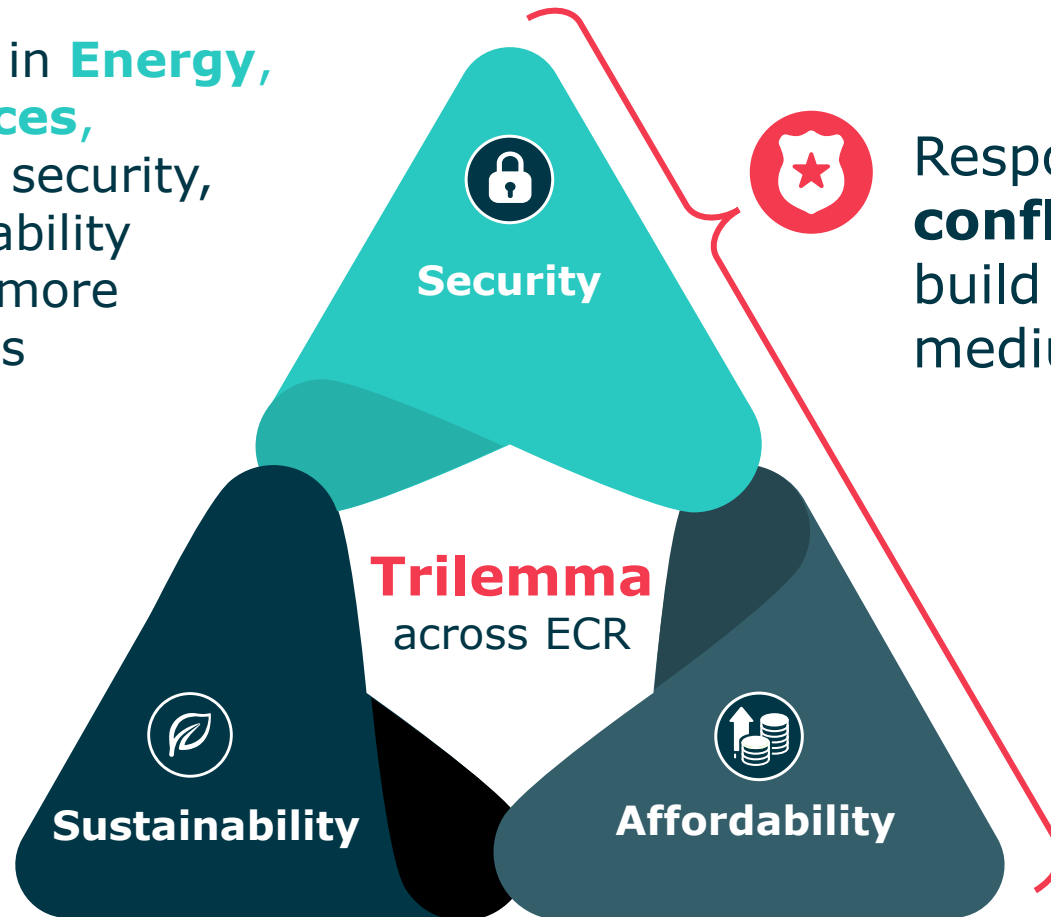 in Energy,
ces,
security,
ability
more
s
Security
Respo
confl
build
mediu
Trilemma
across ECR
Sustainability
Affordability